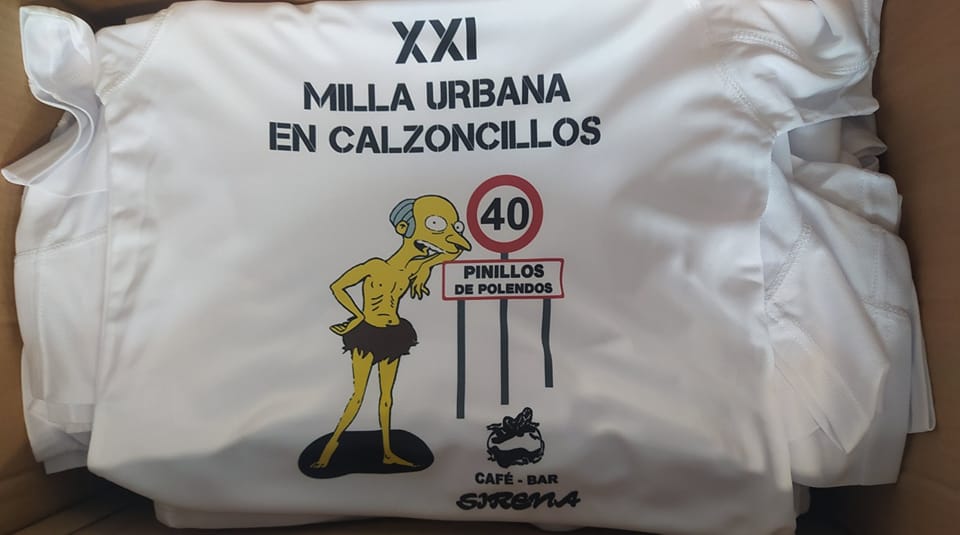 XXI
MILLA URBANA
EN CALZONCILLOS
40
PINILLOS
DE POLENDOS
CAFÉ - BAR
SIRENA